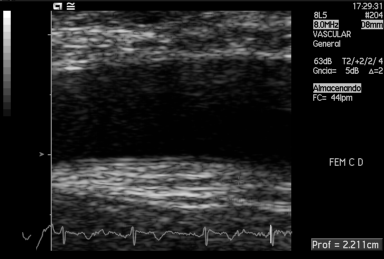 17:29:31
8L5 #204
8.0MHz 38mm
VASCULAR
General
63dB T2/+2/2/ 4
Gncia= 5dB Δ=2
Almacenando
FC= 44lpm
FEM C D
Prof = 2.211cm